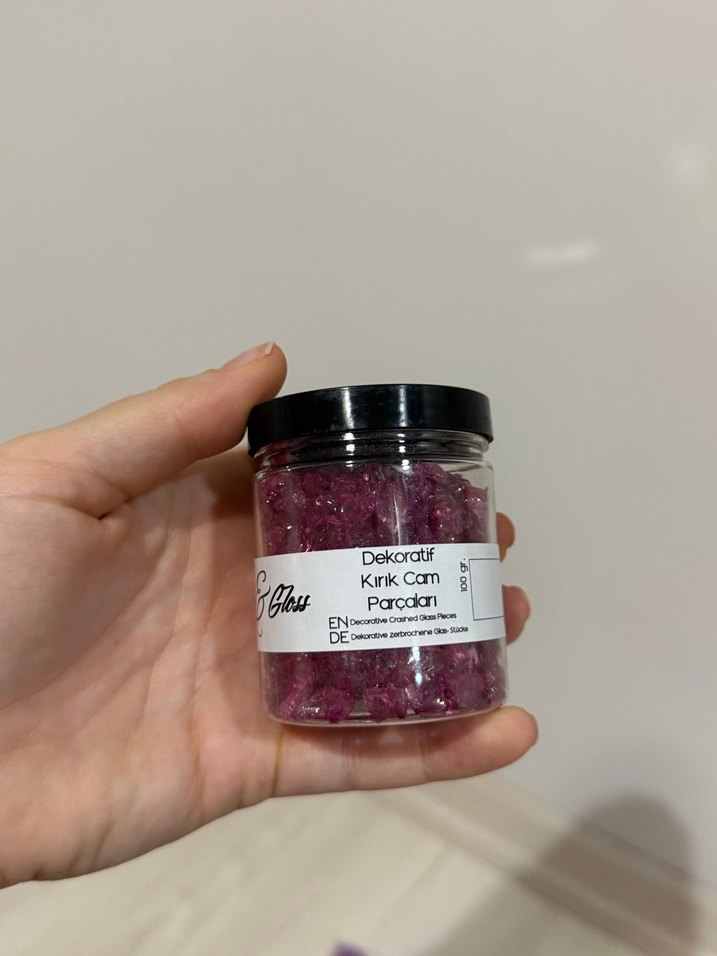 & Gloss
Dekoratif
Kırık Cam
Parçaları
EN Decorative Crashed Glass Pieces
DE Dekorative zerbrochene Glas- Stücke
100 gr.